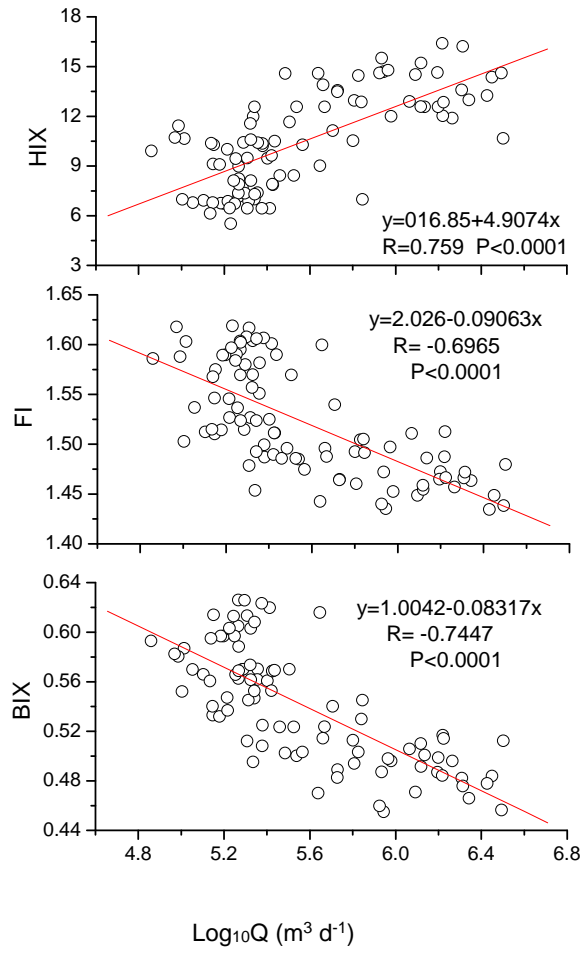 18
15
12
9
6
3
HIX
y=016.85+4.9074x
R=0.759 P<0.0001
1.65
1.60
1.55
1.50
1.45
1.40
FI
y=2.026-0.09063x
R= -0.6965
P<0.0001
0.64
0.60
0.56
0.52
0.48
0.44
BIX
y=1.0042-0.08317x
R= -0.7447
P<0.0001
4.8 5.2 5.6 6.0 6.4 6.8
Log₁₀Q (m³ d⁻¹)